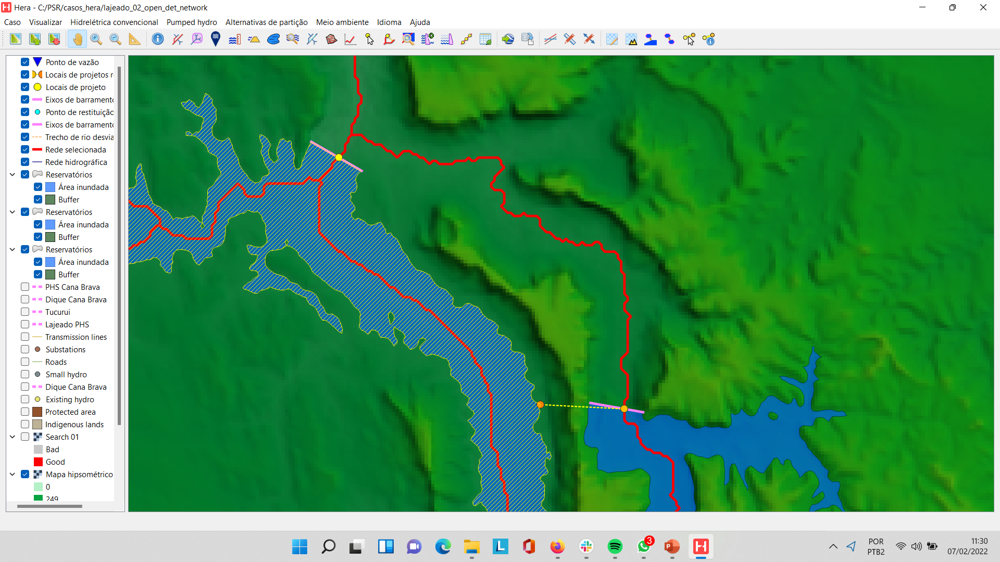 Hera - C:/PSR/casos_hera/lajeado_02_open_det_network
Caso Visualizar Hidrelétrica convencional Pumped hydro Alternativas de partição Meio ambiente Idioma Ajuda
Ponto de vazão
Locais de projetos r
Locais de projeto
Eixos de barramento
Ponto de restituição
Eixos de barramento
Trecho de rio desvia
Rede selecionada
Rede hidrográfica
Reservatórios
Área inundada
Buffer
Reservatórios
Área inundada
Buffer
Reservatórios
Área inundada
Buffer
PHS Cana Brava
Dique Cana Brava
Tucurui
Lajeado PHS
Transmission lines
Substations
Roads
Small hydro
Dique Cana Brava
Existing hydro
Protected area
Indigenous lands
Search 01
Bad
Good
Mapa hipsométrico
0
249
3
POR
PTB2
11:30
07/02/2022